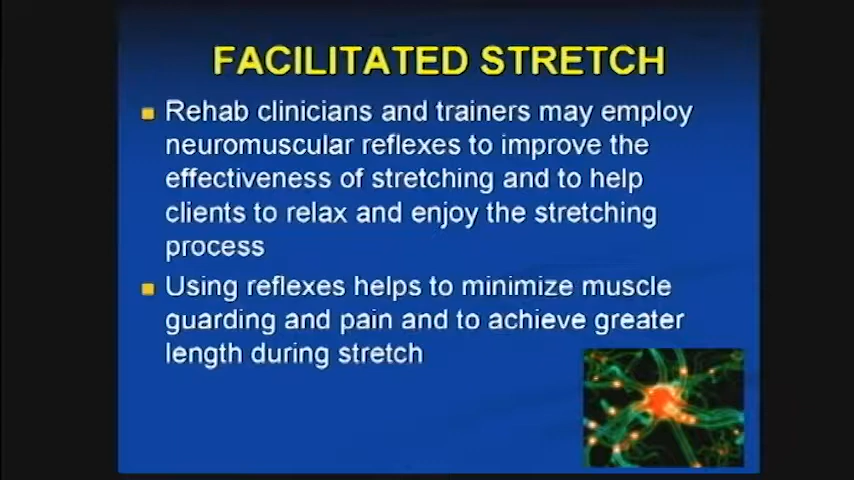 FACILITATED STRETCH
Rehab clinicians and trainers may employ
neuromuscular reflexes to improve the
effectiveness of stretching and to help
clients to relax and enjoy the stretching
process
Using reflexes helps to minimize muscle
guarding and pain and to achieve greater
length during stretch